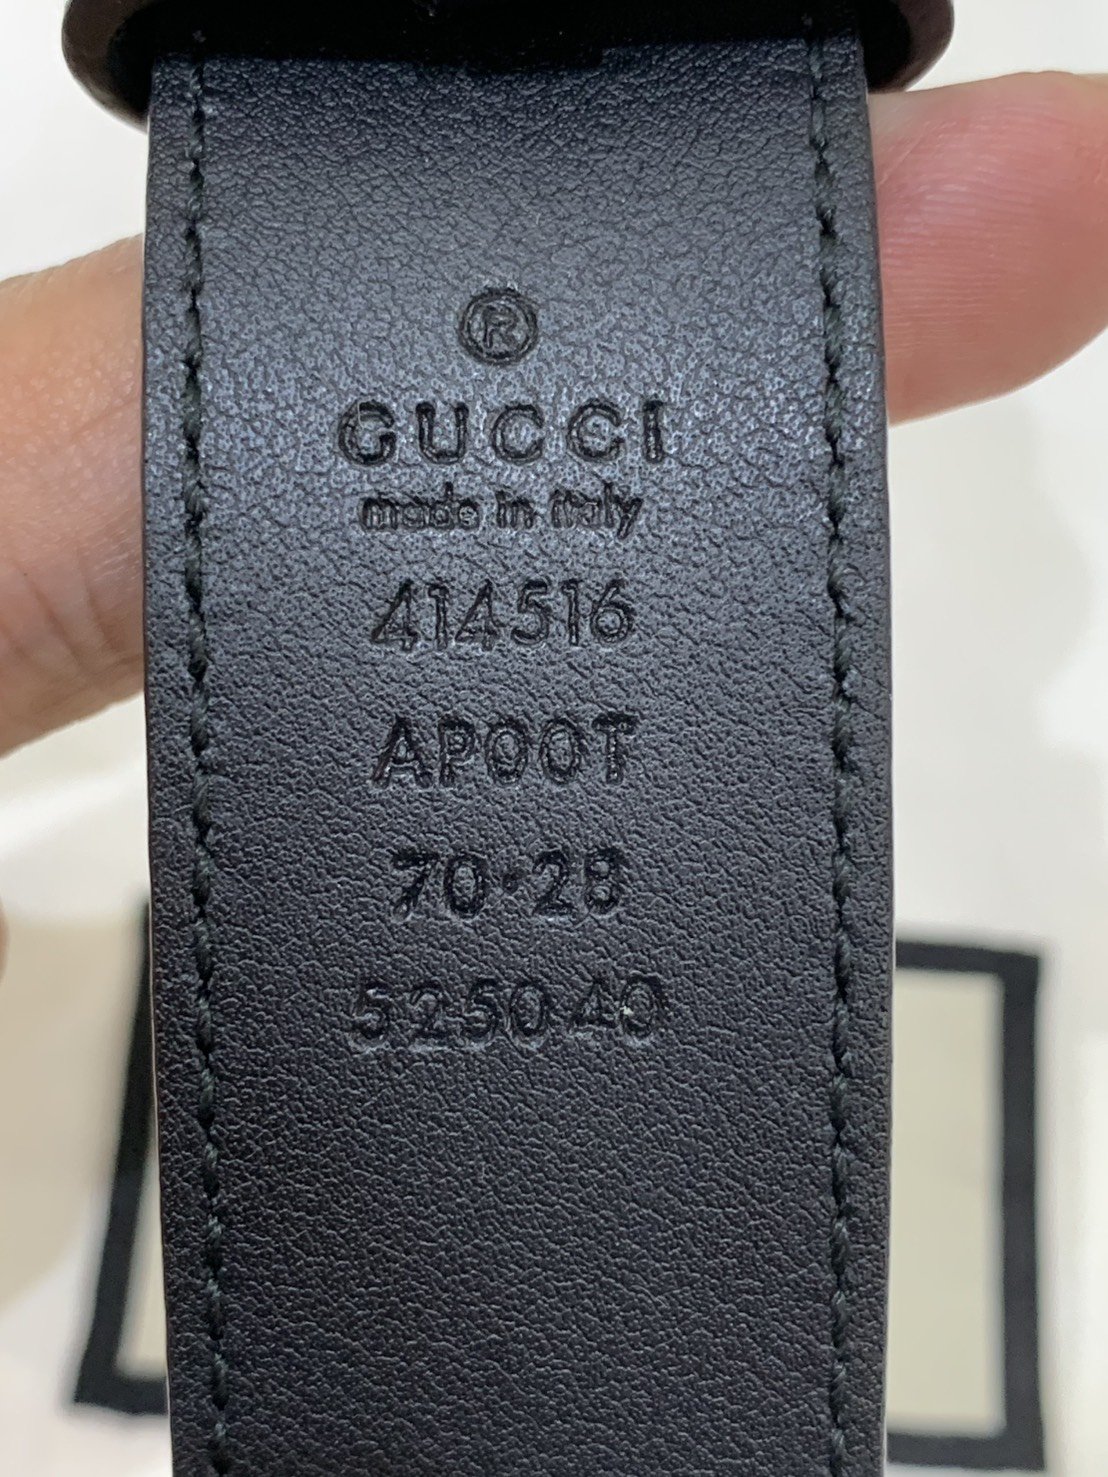 ®
GUCCI
made in italy
414516
AP00T
70·28
525040